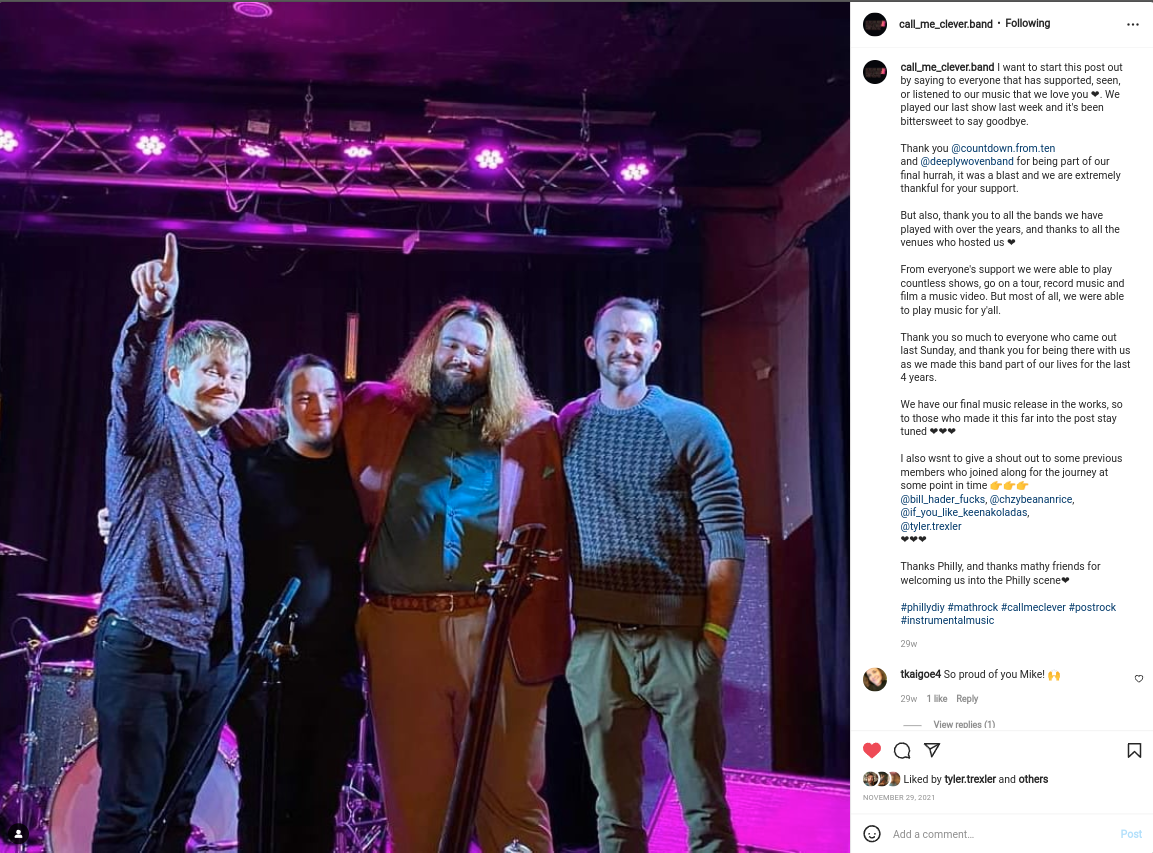 call_me_clever.band • Following
call_me_clever.band I want to start this post out
by saying to everyone that has supported, seen,
or listened to our music that we love you ❤. We
played our last show last week and it's been
bittersweet to say goodbye.
Thank you @countdown.from.ten
and @deeplywovenband for being part of our
final hurrah, it was a blast and we are extremely
thankful for your support.
But also, thank you to all the bands we have
played with over the years, and thanks to all the
venues who hosted us ❤
From everyone's support we were able to play
countless shows, go on a tour, record music and
film a music video. But most of all, we were able
to play music for y'all.
Thank you so much to everyone who came out
last Sunday, and thank you for being there with us
as we made this band part of our lives for the last
4 years.
We have our final music release in the works, so
to those who made it this far into the post stay
tuned ❤❤❤
I also wsnt to give a shout out to some previous
members who joined along for the journey at
some point in time 👉👉👉
@bill_hader_fucks, @chzybeananrice,
@if_you_like_keenakoladas,
@tyler.trexler
❤❤❤
Thanks Philly, and thanks mathy friends for
welcoming us into the Philly scene❤
#phillydiy #mathrock #callmeclever #postrock
#instrumentalmusic
29w
tkaigoe4 So proud of you Mike! 🙌
29w 1 like Reply
View replies (1)
Liked by tyler.trexler and others
NOVEMBER 29, 2021
Add a comment…
Post